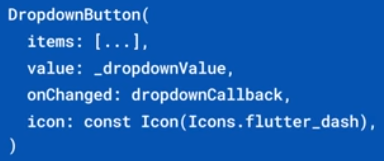 DropdownButton(
  items: [...],
  value: _dropdownValue,
  onChanged: dropdownCallback,
  icon: const Icon(Icons.flutter_dash),
)